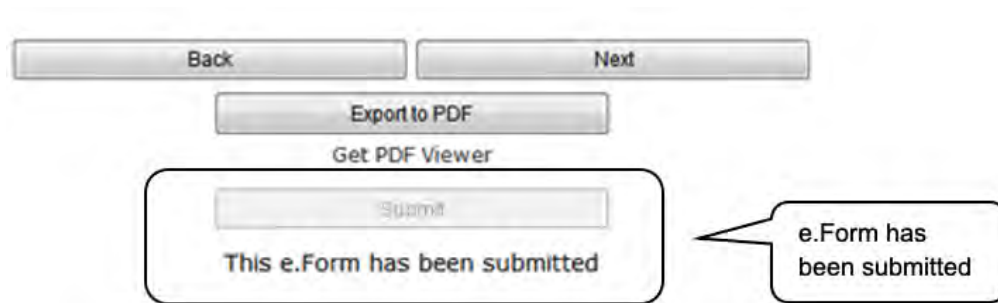 Back
Next
Export to PDF
Get PDF Viewer
Submit
This e.Form has been submitted
e.Form has
been submitted